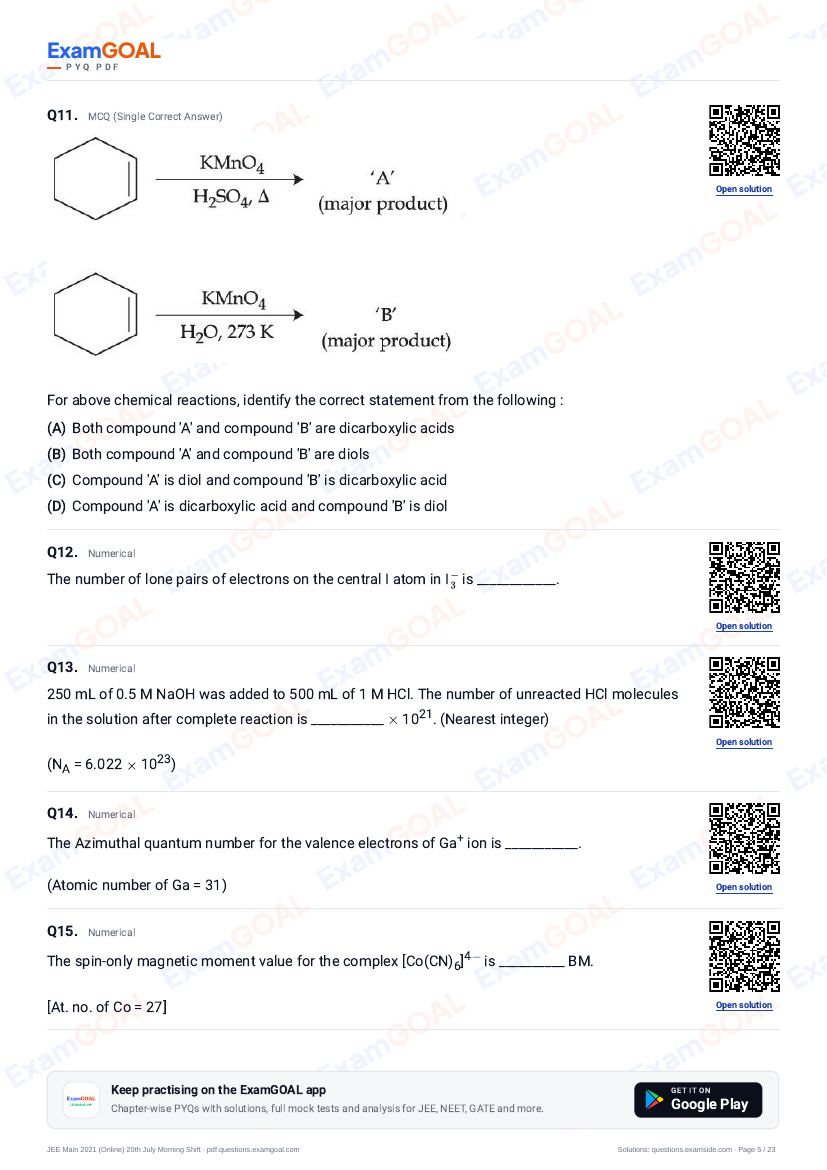 ExamGOAL
PYQ PDF
Q11. MCQ (Single Correct Answer)
Open solution
KMnO4
H2SO4, Δ
‘A’
(major product)
KMnO4
H2O, 273 K
‘B’
(major product)
For above chemical reactions, identify the correct statement from the following :
(A) Both compound 'A' and compound 'B' are dicarboxylic acids
(B) Both compound 'A' and compound 'B' are diols
(C) Compound 'A' is diol and compound 'B' is dicarboxylic acid
(D) Compound 'A' is dicarboxylic acid and compound 'B' is diol
Q12. Numerical
The number of lone pairs of electrons on the central I atom in I3− is __________.
Open solution
Q13. Numerical
250 mL of 0.5 M NaOH was added to 500 mL of 1 M HCl. The number of unreacted HCl molecules
in the solution after complete reaction is _________ × 10^21. (Nearest integer)
Open solution
(NA = 6.022 × 10^23)
Q14. Numerical
The Azimuthal quantum number for the valence electrons of Ga+ ion is _________.
(Atomic number of Ga = 31)
Open solution
Q15. Numerical
The spin-only magnetic moment value for the complex [Co(CN)6]4− is ________ BM.
[At. no. of Co = 27]
Open solution
Keep practising on the ExamGOAL app
Chapter-wise PYQs with solutions, full mock tests and analysis for JEE, NEET, GATE and more.
GET IT ON
Google Play
JEE Main 2021 (Online) 20th July Morning Shift · pdf.questions.examgoal.com
Solutions: questions.examside.com · Page 5 / 23